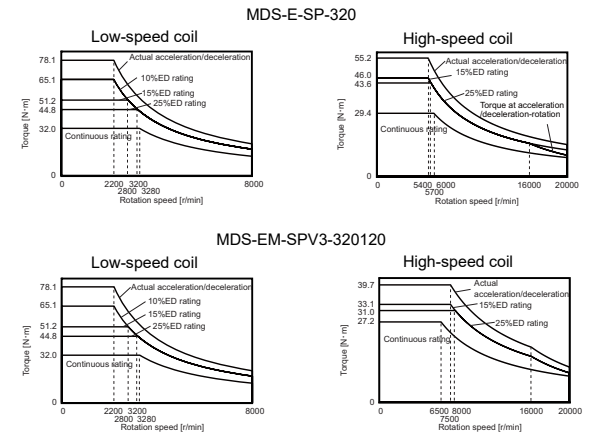 MDS-E-SP-320
Low-speed coil
78.1
65.1
51.2
44.8
32.0
0
Torque [N·m]
Actual acceleration/deceleration
10%ED rating
15%ED rating
25%ED rating
Continuous rating
0
2200
3200
8000
2800
3280
Rotation speed [r/min]
High-speed coil
55.2
46.0
43.6
29.4
0
Torque [N·m]
Actual acceleration/deceleration
15%ED rating
25%ED rating
Torque at acceleration
/deceleration-rotation
Continuous rating
0
5400
6000
16000
20000
5700
Rotation speed [r/min]
MDS-EM-SPV3-320120
Low-speed coil
78.1
65.1
51.2
44.8
32.0
0
Torque [N·m]
Actual acceleration/deceleration
10%ED rating
15%ED rating
25%ED rating
Continuous rating
0
2200
3200
8000
2800
3280
Rotation speed [r/min]
High-speed coil
39.7
33.1
31.0
27.2
0
Torque [N·m]
Actual
acceleration/deceleration
15%ED rating
25%ED rating
Continuous rating
0
6500
8000
16000
20000
7500
Rotation speed [r/min]